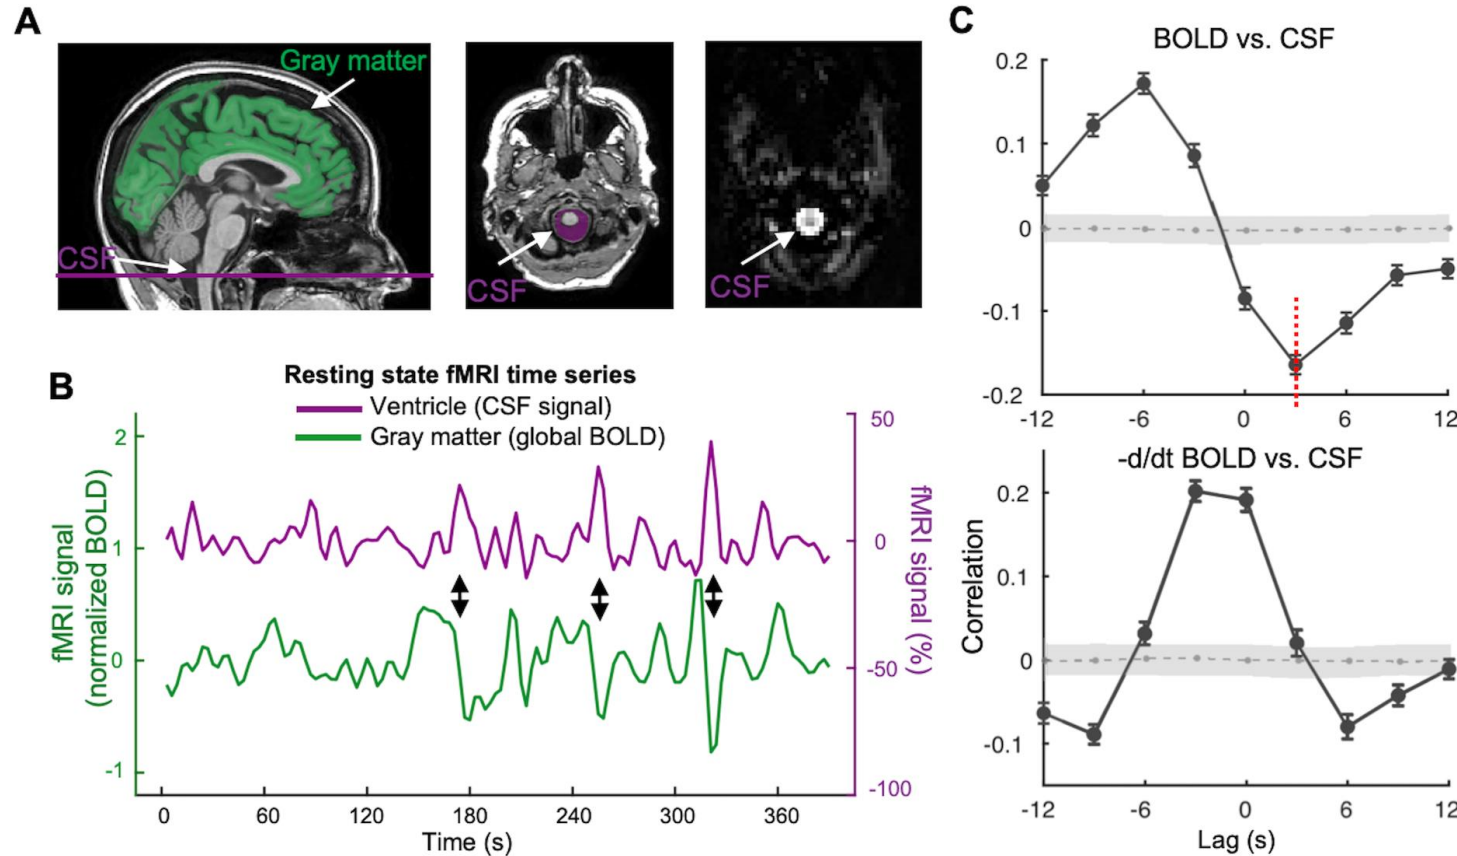 A
Gray matter
CSF
CSF
CSF
B
Resting state fMRI time series
Ventricle (CSF signal)
Gray matter (global BOLD)
fMRI signal
(normalized BOLD)
2
1
0
-1
50
0
-50
-100
fMRI signal (%)
0 60 120 180 240 300 360
Time (s)
C
BOLD vs. CSF
0.2
0.1
0
-0.1
-0.2
-12 -6 0 6 12
-d/dt BOLD vs. CSF
Correlation
0.2
0.1
0
-0.1
-12 -6 0 6 12
Lag (s)